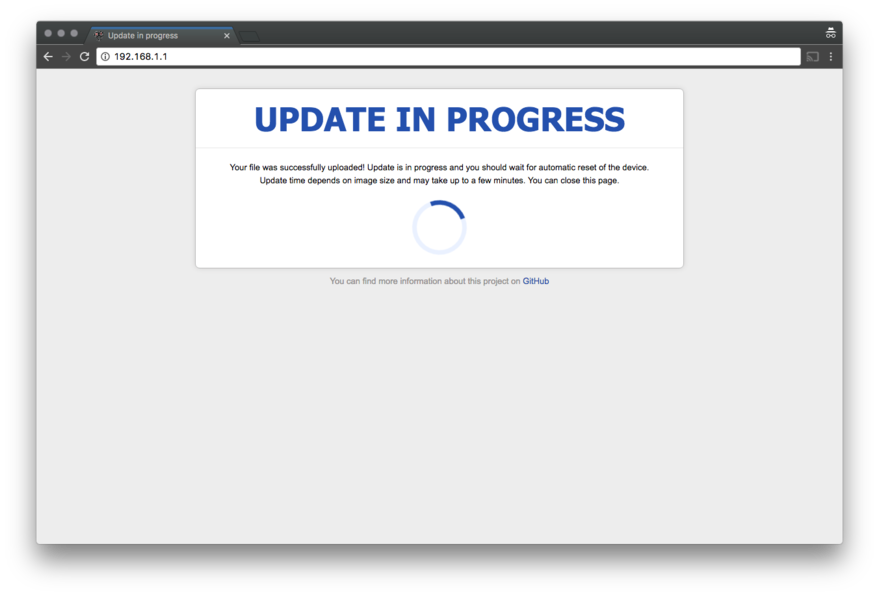 Update in progress
192.168.1.1
UPDATE IN PROGRESS
Your file was successfully uploaded! Update is in progress and you should wait for automatic reset of the device.
Update time depends on image size and may take up to a few minutes. You can close this page.
You can find more information about this project on GitHub